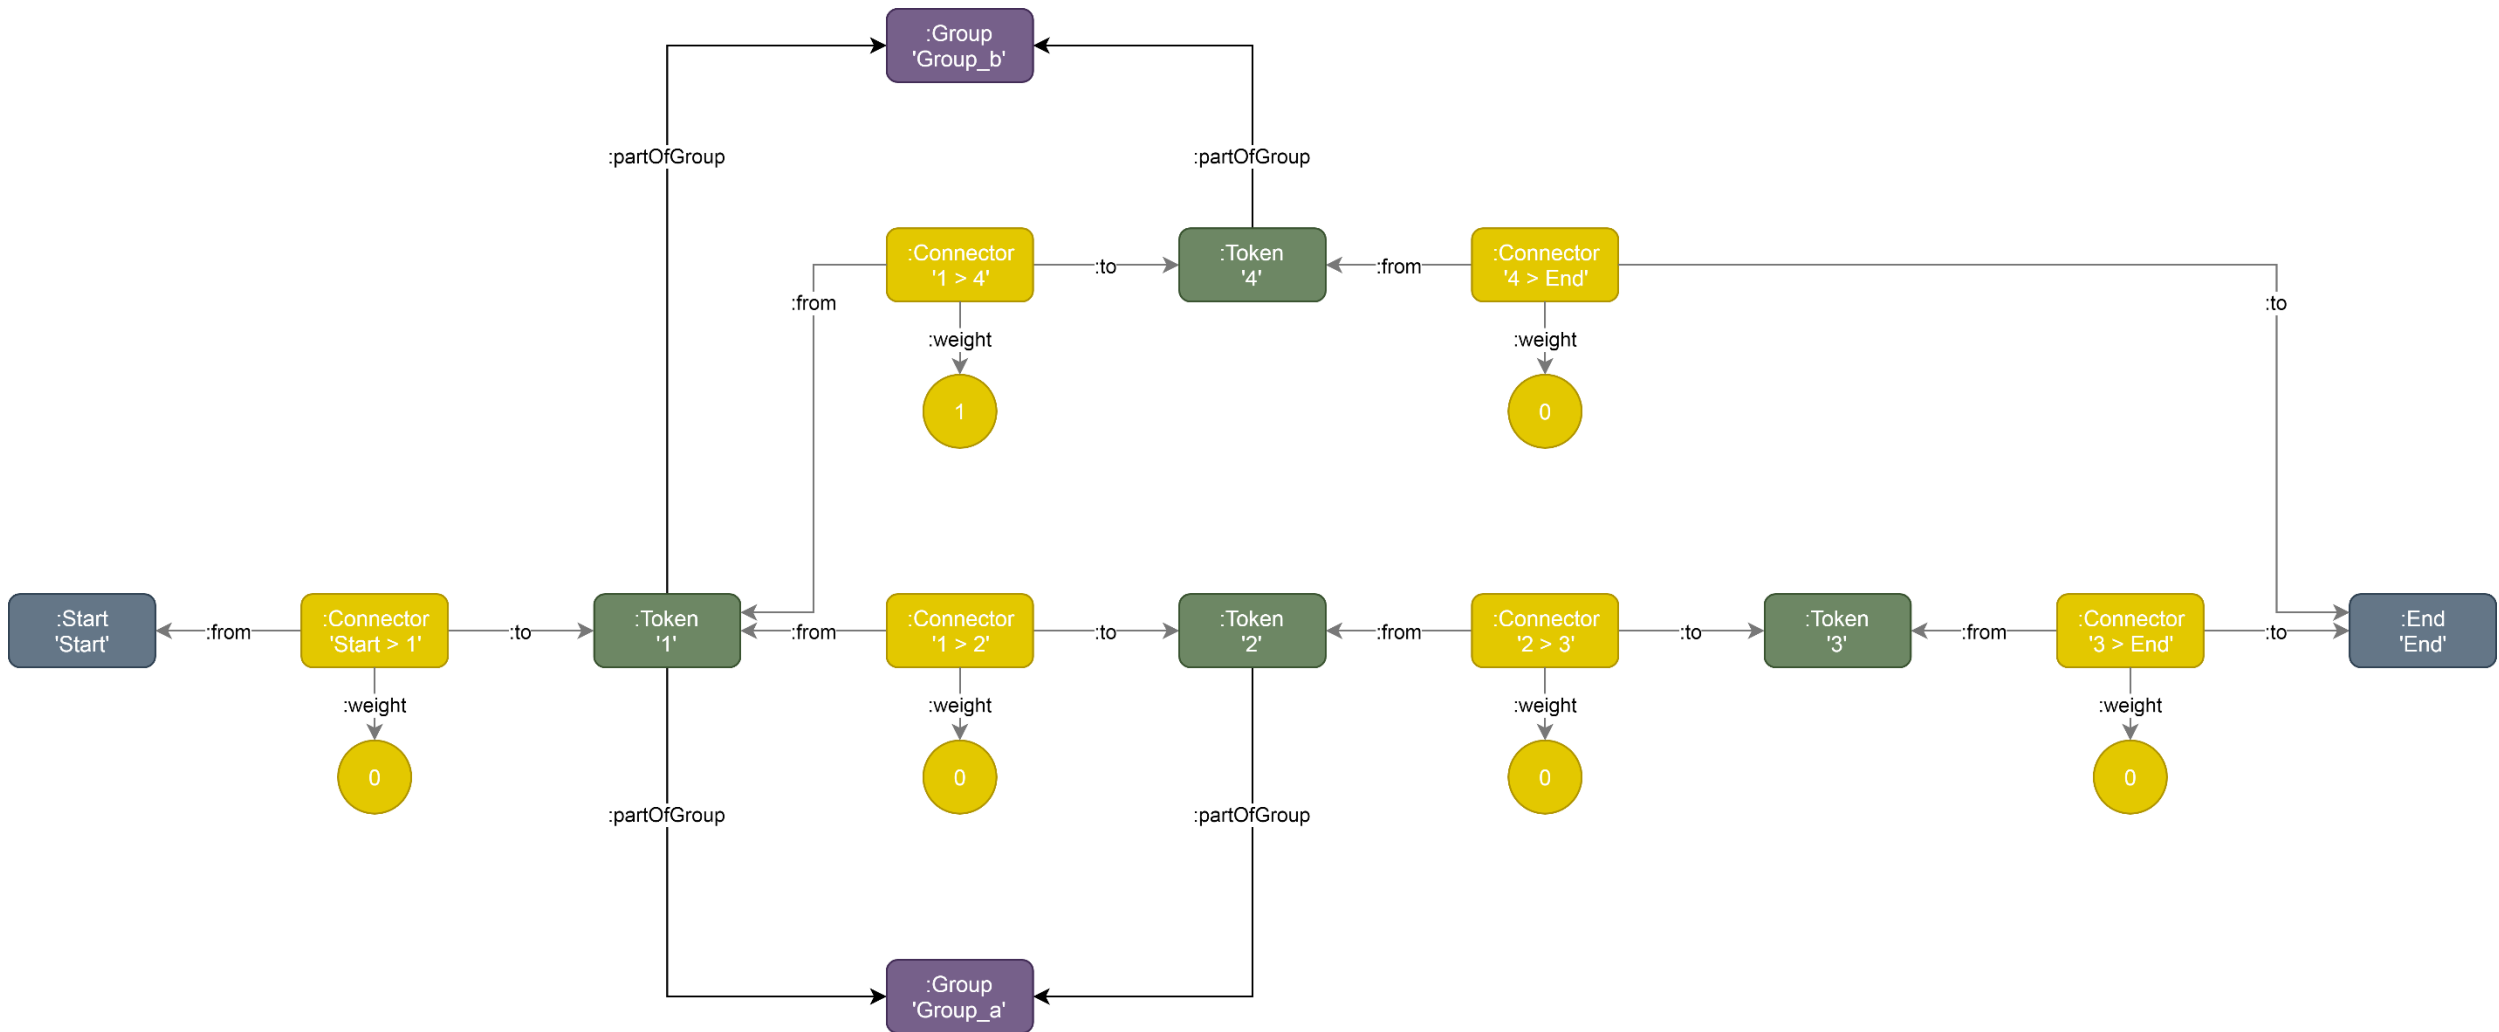 :Group
'Group_b'
:partOfGroup
:partOfGroup
:Connector
'1 > 4'
:to
:Token
'4'
:from
:Connector
'4 > End'
:from
:to
:weight
:weight
1
0
:Start
'Start'
:from
:Connector
'Start > 1'
:to
:Token
'1'
:from
:Connector
'1 > 2'
:to
:Token
'2'
:from
:Connector
'2 > 3'
:to
:Token
'3'
:from
:Connector
'3 > End'
:to
:End
'End'
:weight
:weight
:weight
:weight
0
0
0
0
:partOfGroup
:partOfGroup
:Group
'Group_a'